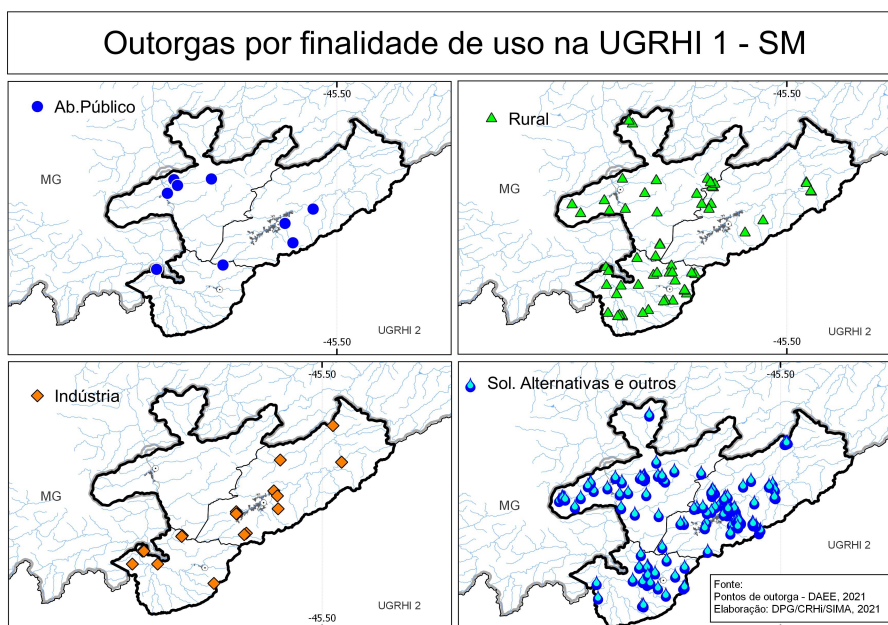 Outorgas por finalidade de uso na UGRHI 1 - SM
-45.50
Ab.Público
MG
UGRHI 2
-45.50
-45.50
Rural
MG
UGRHI 2
-45.50
-45.50
Indústria
MG
UGRHI 2
-45.50
-45.50
Sol. Alternativas e outros
MG
UGRHI 2
Fonte:
Pontos de outorga - DAEE, 2021
Elaboração: DPG/CRHi/SIMA, 2021